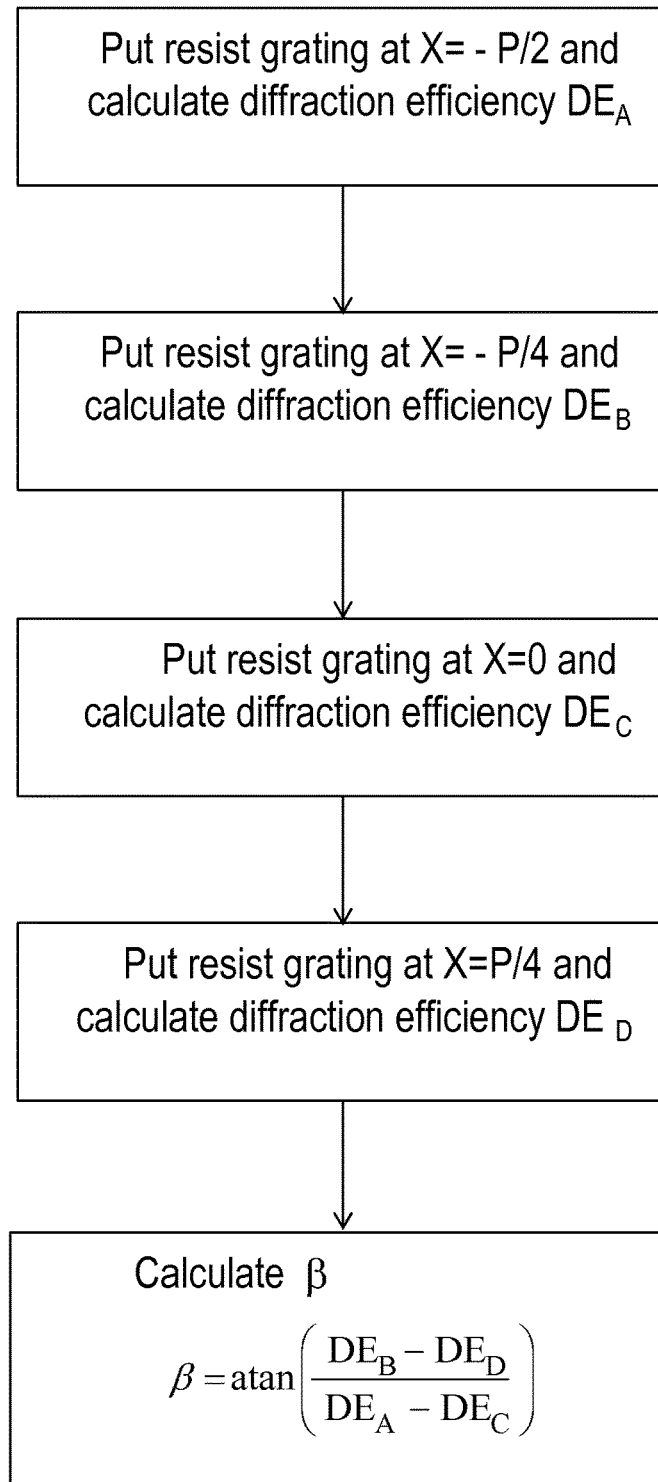 Put resist grating at X= - P/2 and
calculate diffraction efficiency DE_A
Put resist grating at X= - P/4 and
calculate diffraction efficiency DE_B
Put resist grating at X=0 and
calculate diffraction efficiency DE_C
Put resist grating at X=P/4 and
calculate diffraction efficiency DE_D
Calculate β
β = atan( (DE_B − DE_D) / (DE_A − DE_C) )